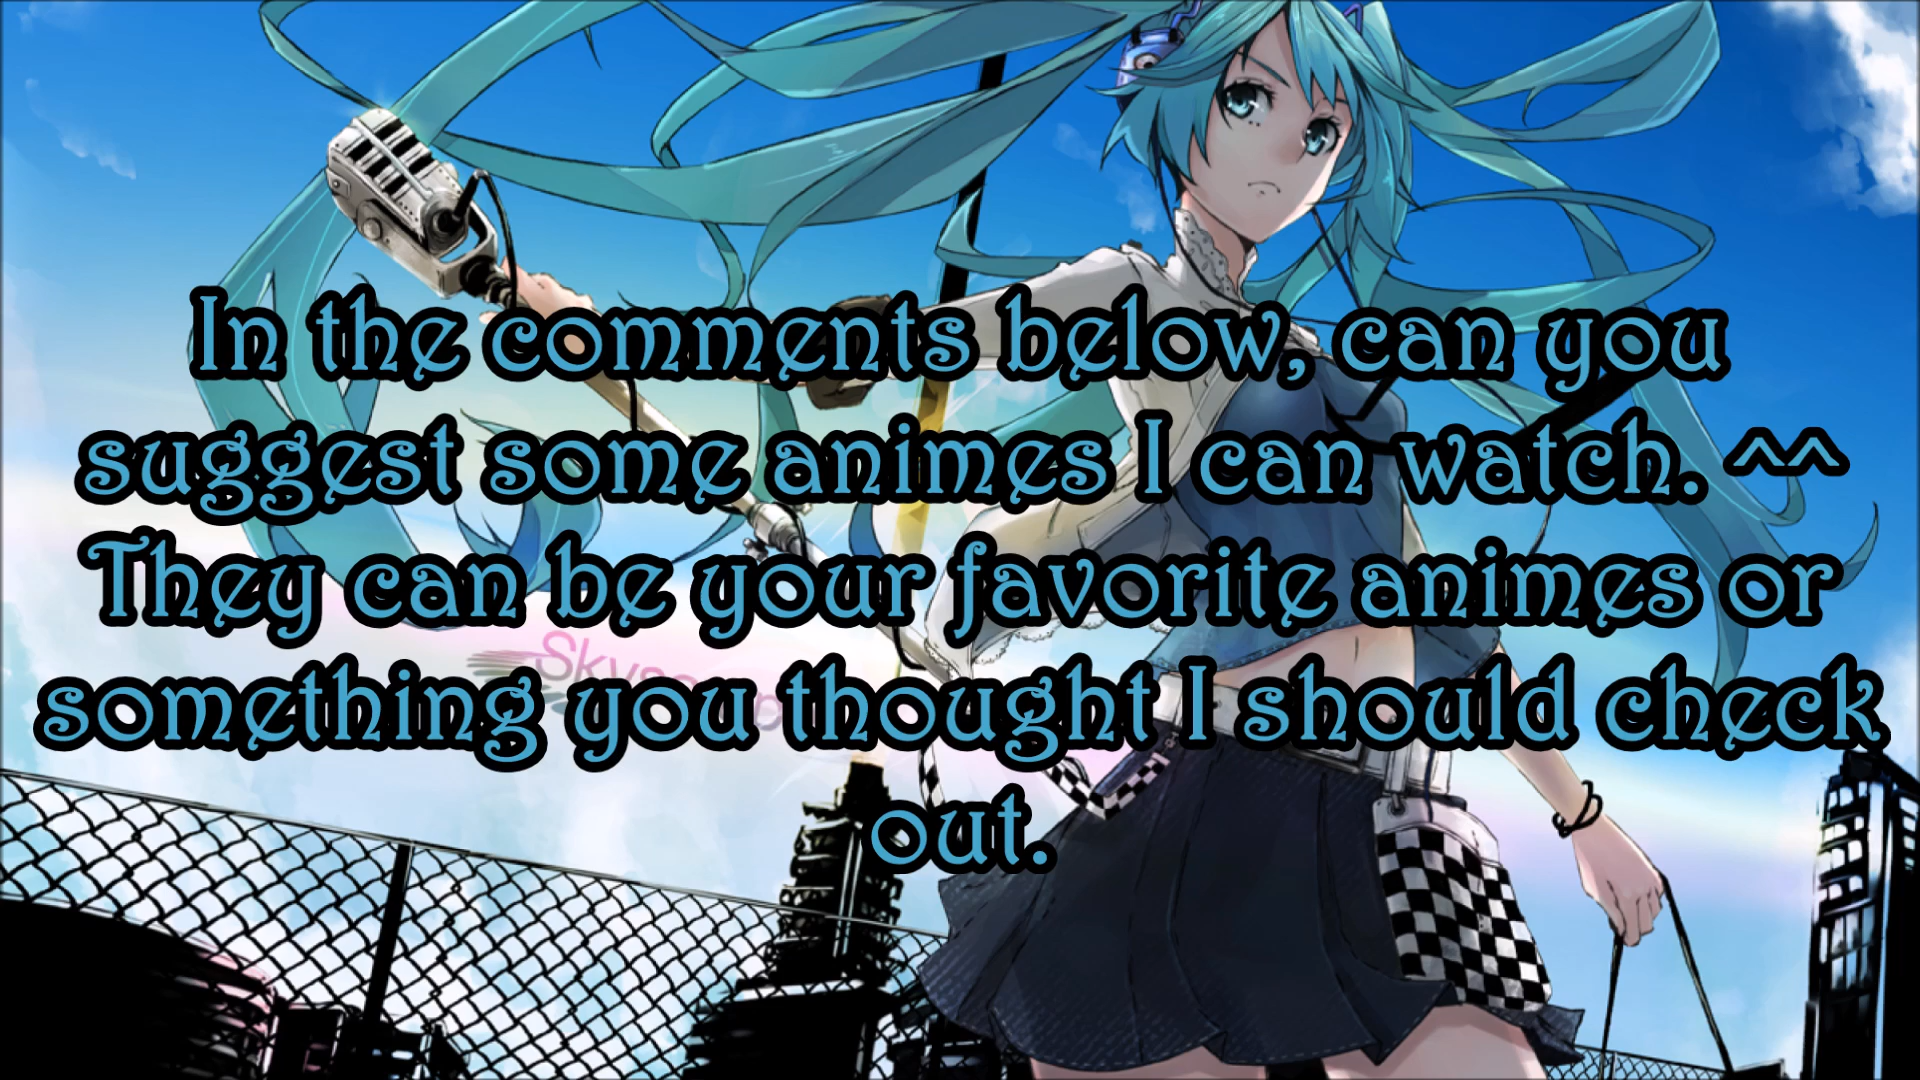 In the comments below, can you
suggest some animes I can watch. ^^
They can be your favorite animes or
something you thought I should check
out.